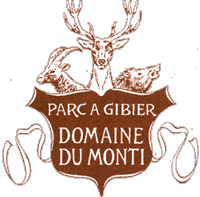 PARC A GIBIER
DOMAINE
DU MONTI